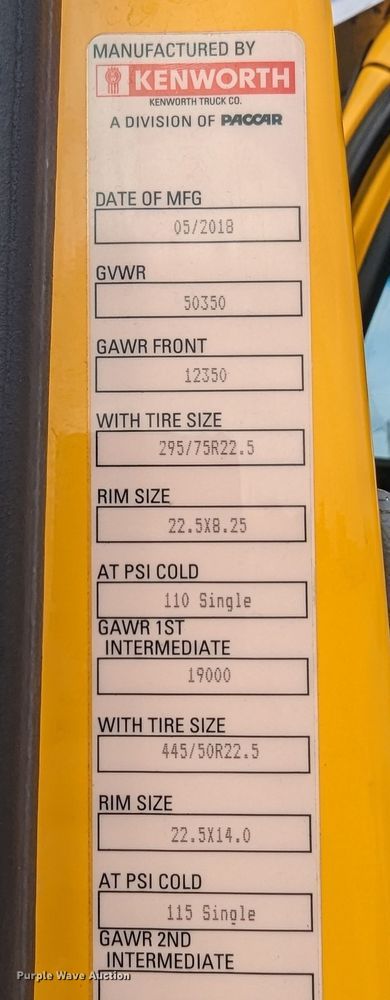 MANUFACTURED BY
KENWORTH
KENWORTH TRUCK CO.
A DIVISION OF PACCAR
DATE OF MFG
05/2018
GVWR
50350
GAWR FRONT
12350
WITH TIRE SIZE
295/75R22.5
RIM SIZE
22.5X8.25
AT PSI COLD
110 Single
GAWR 1ST
INTERMEDIATE
19000
WITH TIRE SIZE
445/50R22.5
RIM SIZE
22.5X14.0
AT PSI COLD
115 Single
GAWR 2ND
INTERMEDIATE
Purple Wave Auction